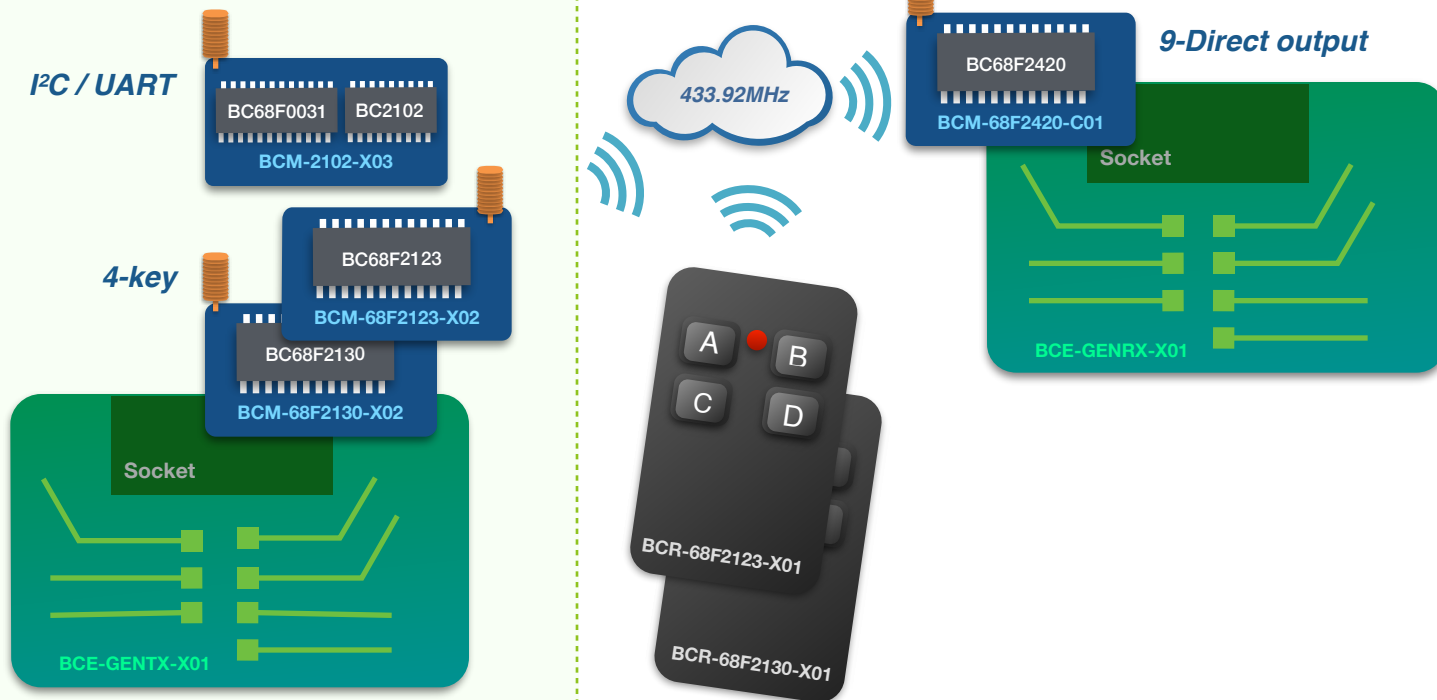 I²C / UART
BC68F0031
BC2102
BCM-2102-X03
4-key
BC68F2123
BCM-68F2123-X02
BC68F2130
BCM-68F2130-X02
Socket
BCE-GENTX-X01
433.92MHz
A
B
C
D
BCR-68F2123-X01
BCR-68F2130-X01
9-Direct output
BC68F2420
BCM-68F2420-C01
Socket
BCE-GENRX-X01